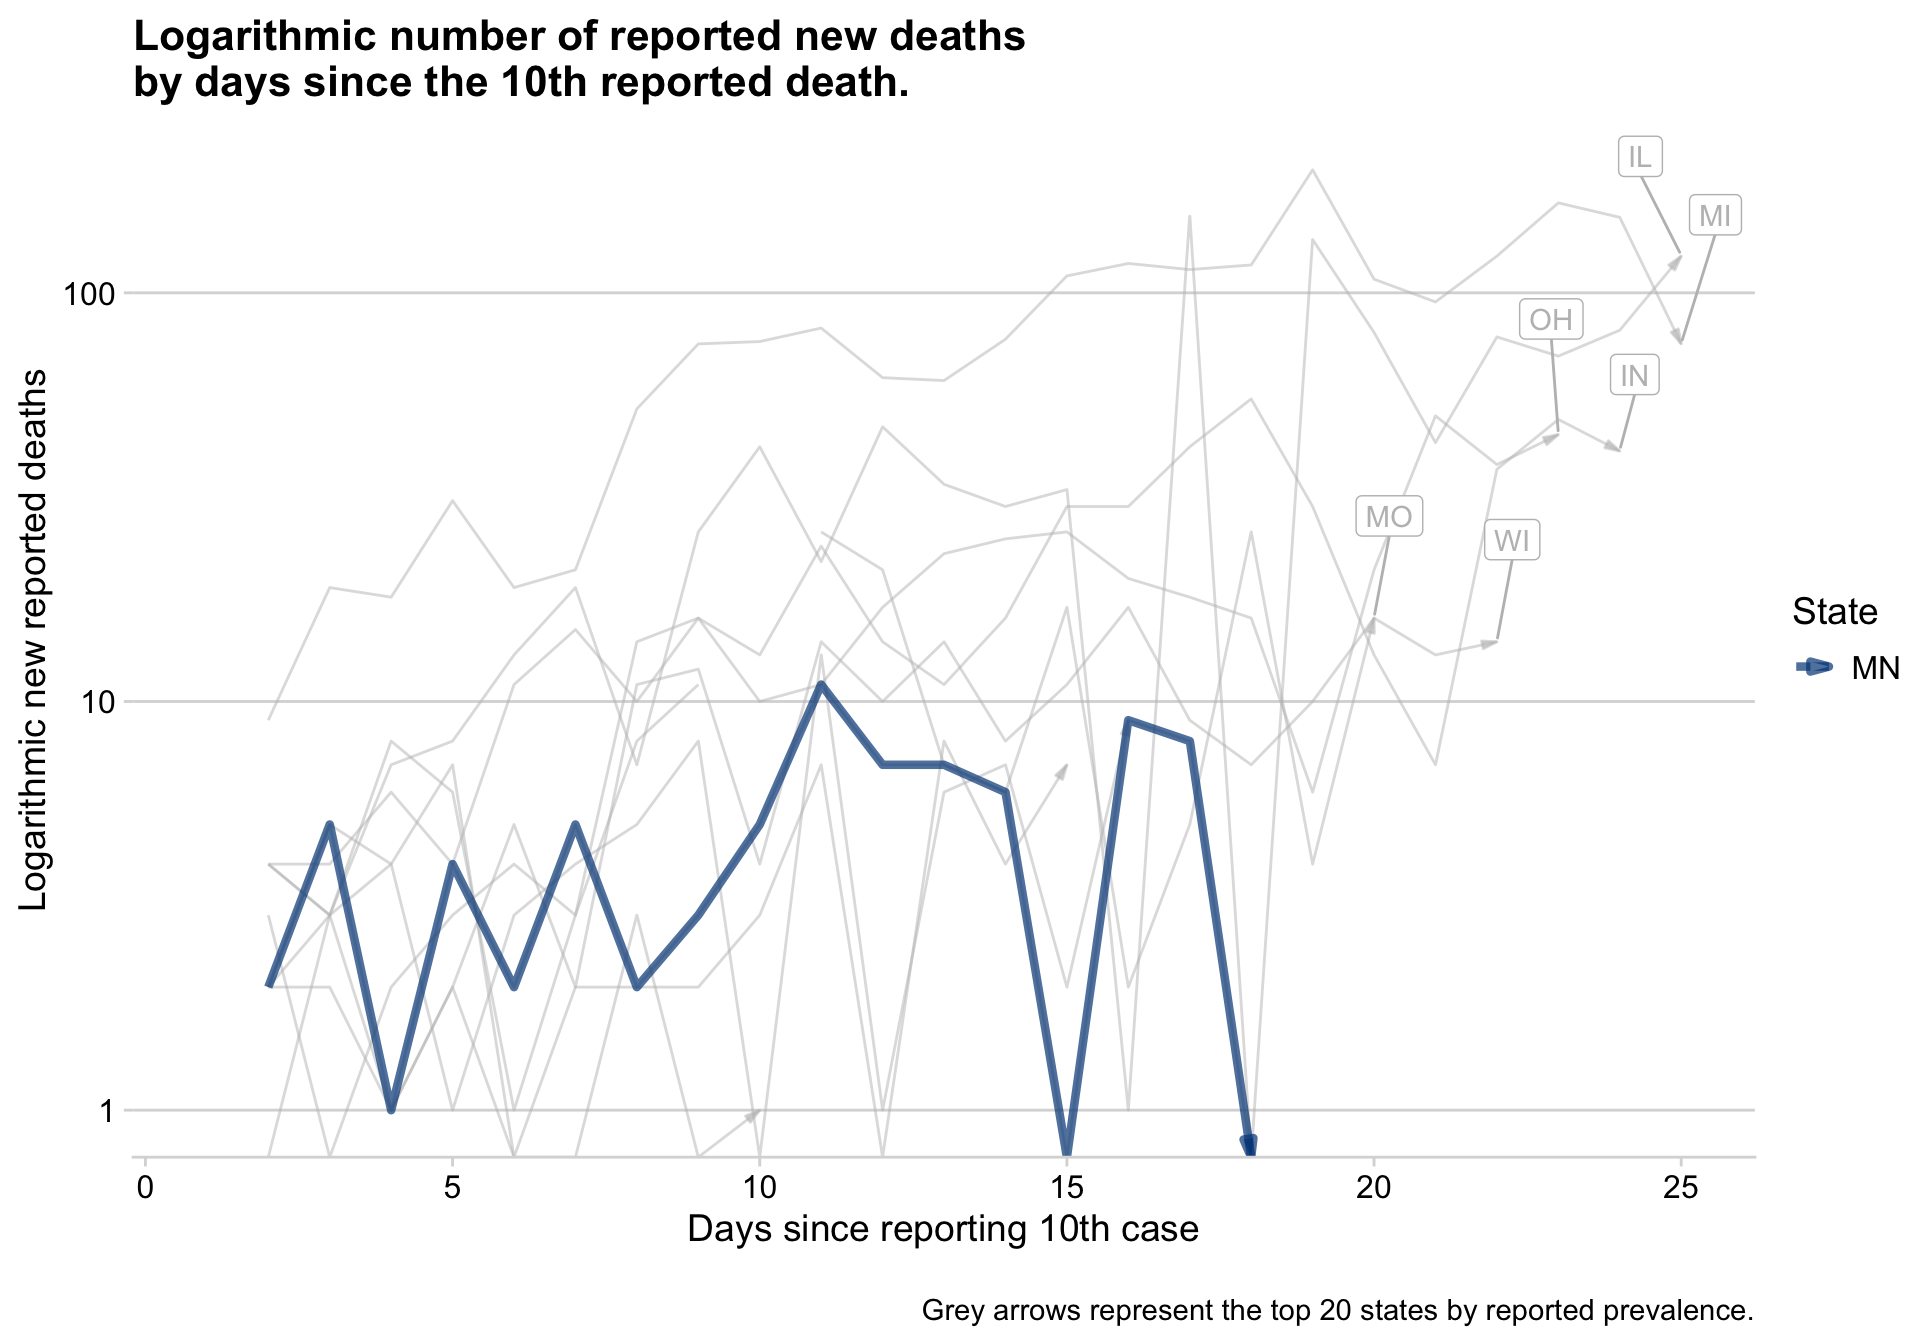 Logarithmic number of reported new deaths
by days since the 10th reported death.
IL
MI
100
OH
IN
MO
WI
Logarithmic new reported deaths
State
MN
10
1
0 5 10 15 20 25
Days since reporting 10th case
Grey arrows represent the top 20 states by reported prevalence.